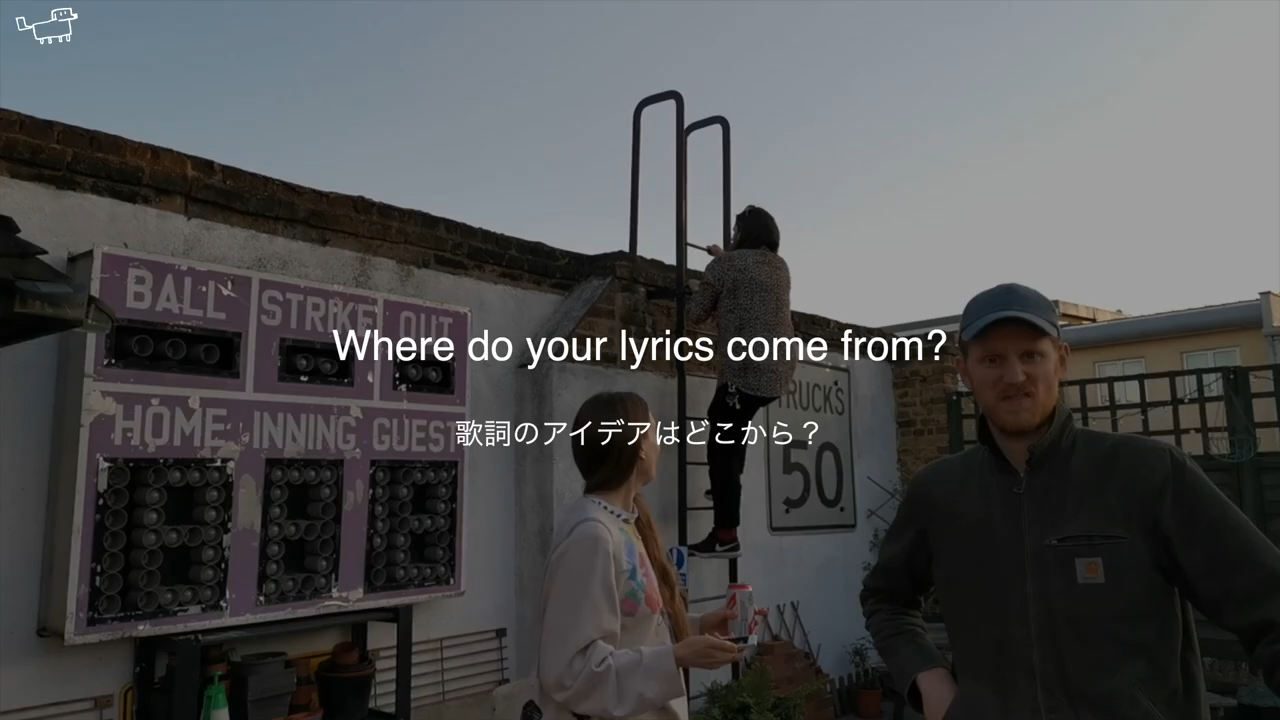 BALL STRIKE OUT
Where do your lyrics come from?
TRUCKS
HOME INNING GUEST
歌詞のアイデアはどこから？
50